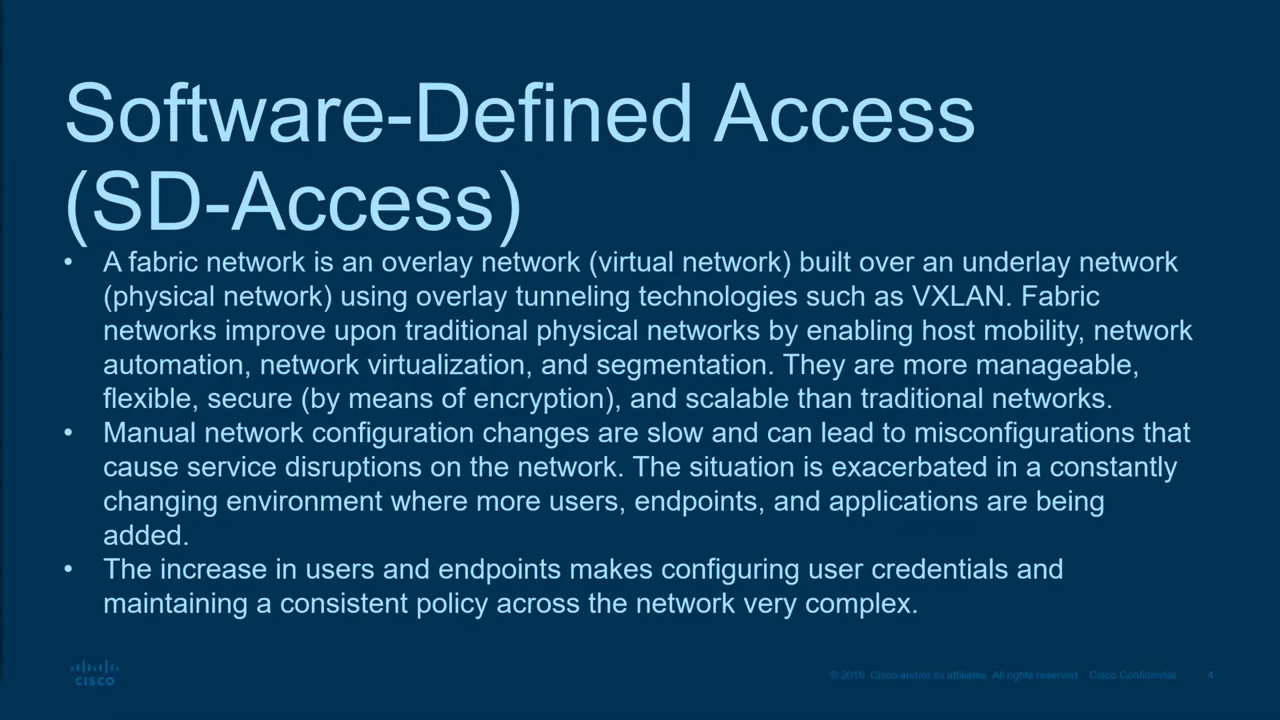 Software-Defined Access
(SD-Access)
• A fabric network is an overlay network (virtual network) built over an underlay network
(physical network) using overlay tunneling technologies such as VXLAN. Fabric
networks improve upon traditional physical networks by enabling host mobility, network
automation, network virtualization, and segmentation. They are more manageable,
flexible, secure (by means of encryption), and scalable than traditional networks.
• Manual network configuration changes are slow and can lead to misconfigurations that
cause service disruptions on the network. The situation is exacerbated in a constantly
changing environment where more users, endpoints, and applications are being
added.
• The increase in users and endpoints makes configuring user credentials and
maintaining a consistent policy across the network very complex.
CISCO
© 2016 Cisco and/or its affiliates. All rights reserved Cisco Confidential 4